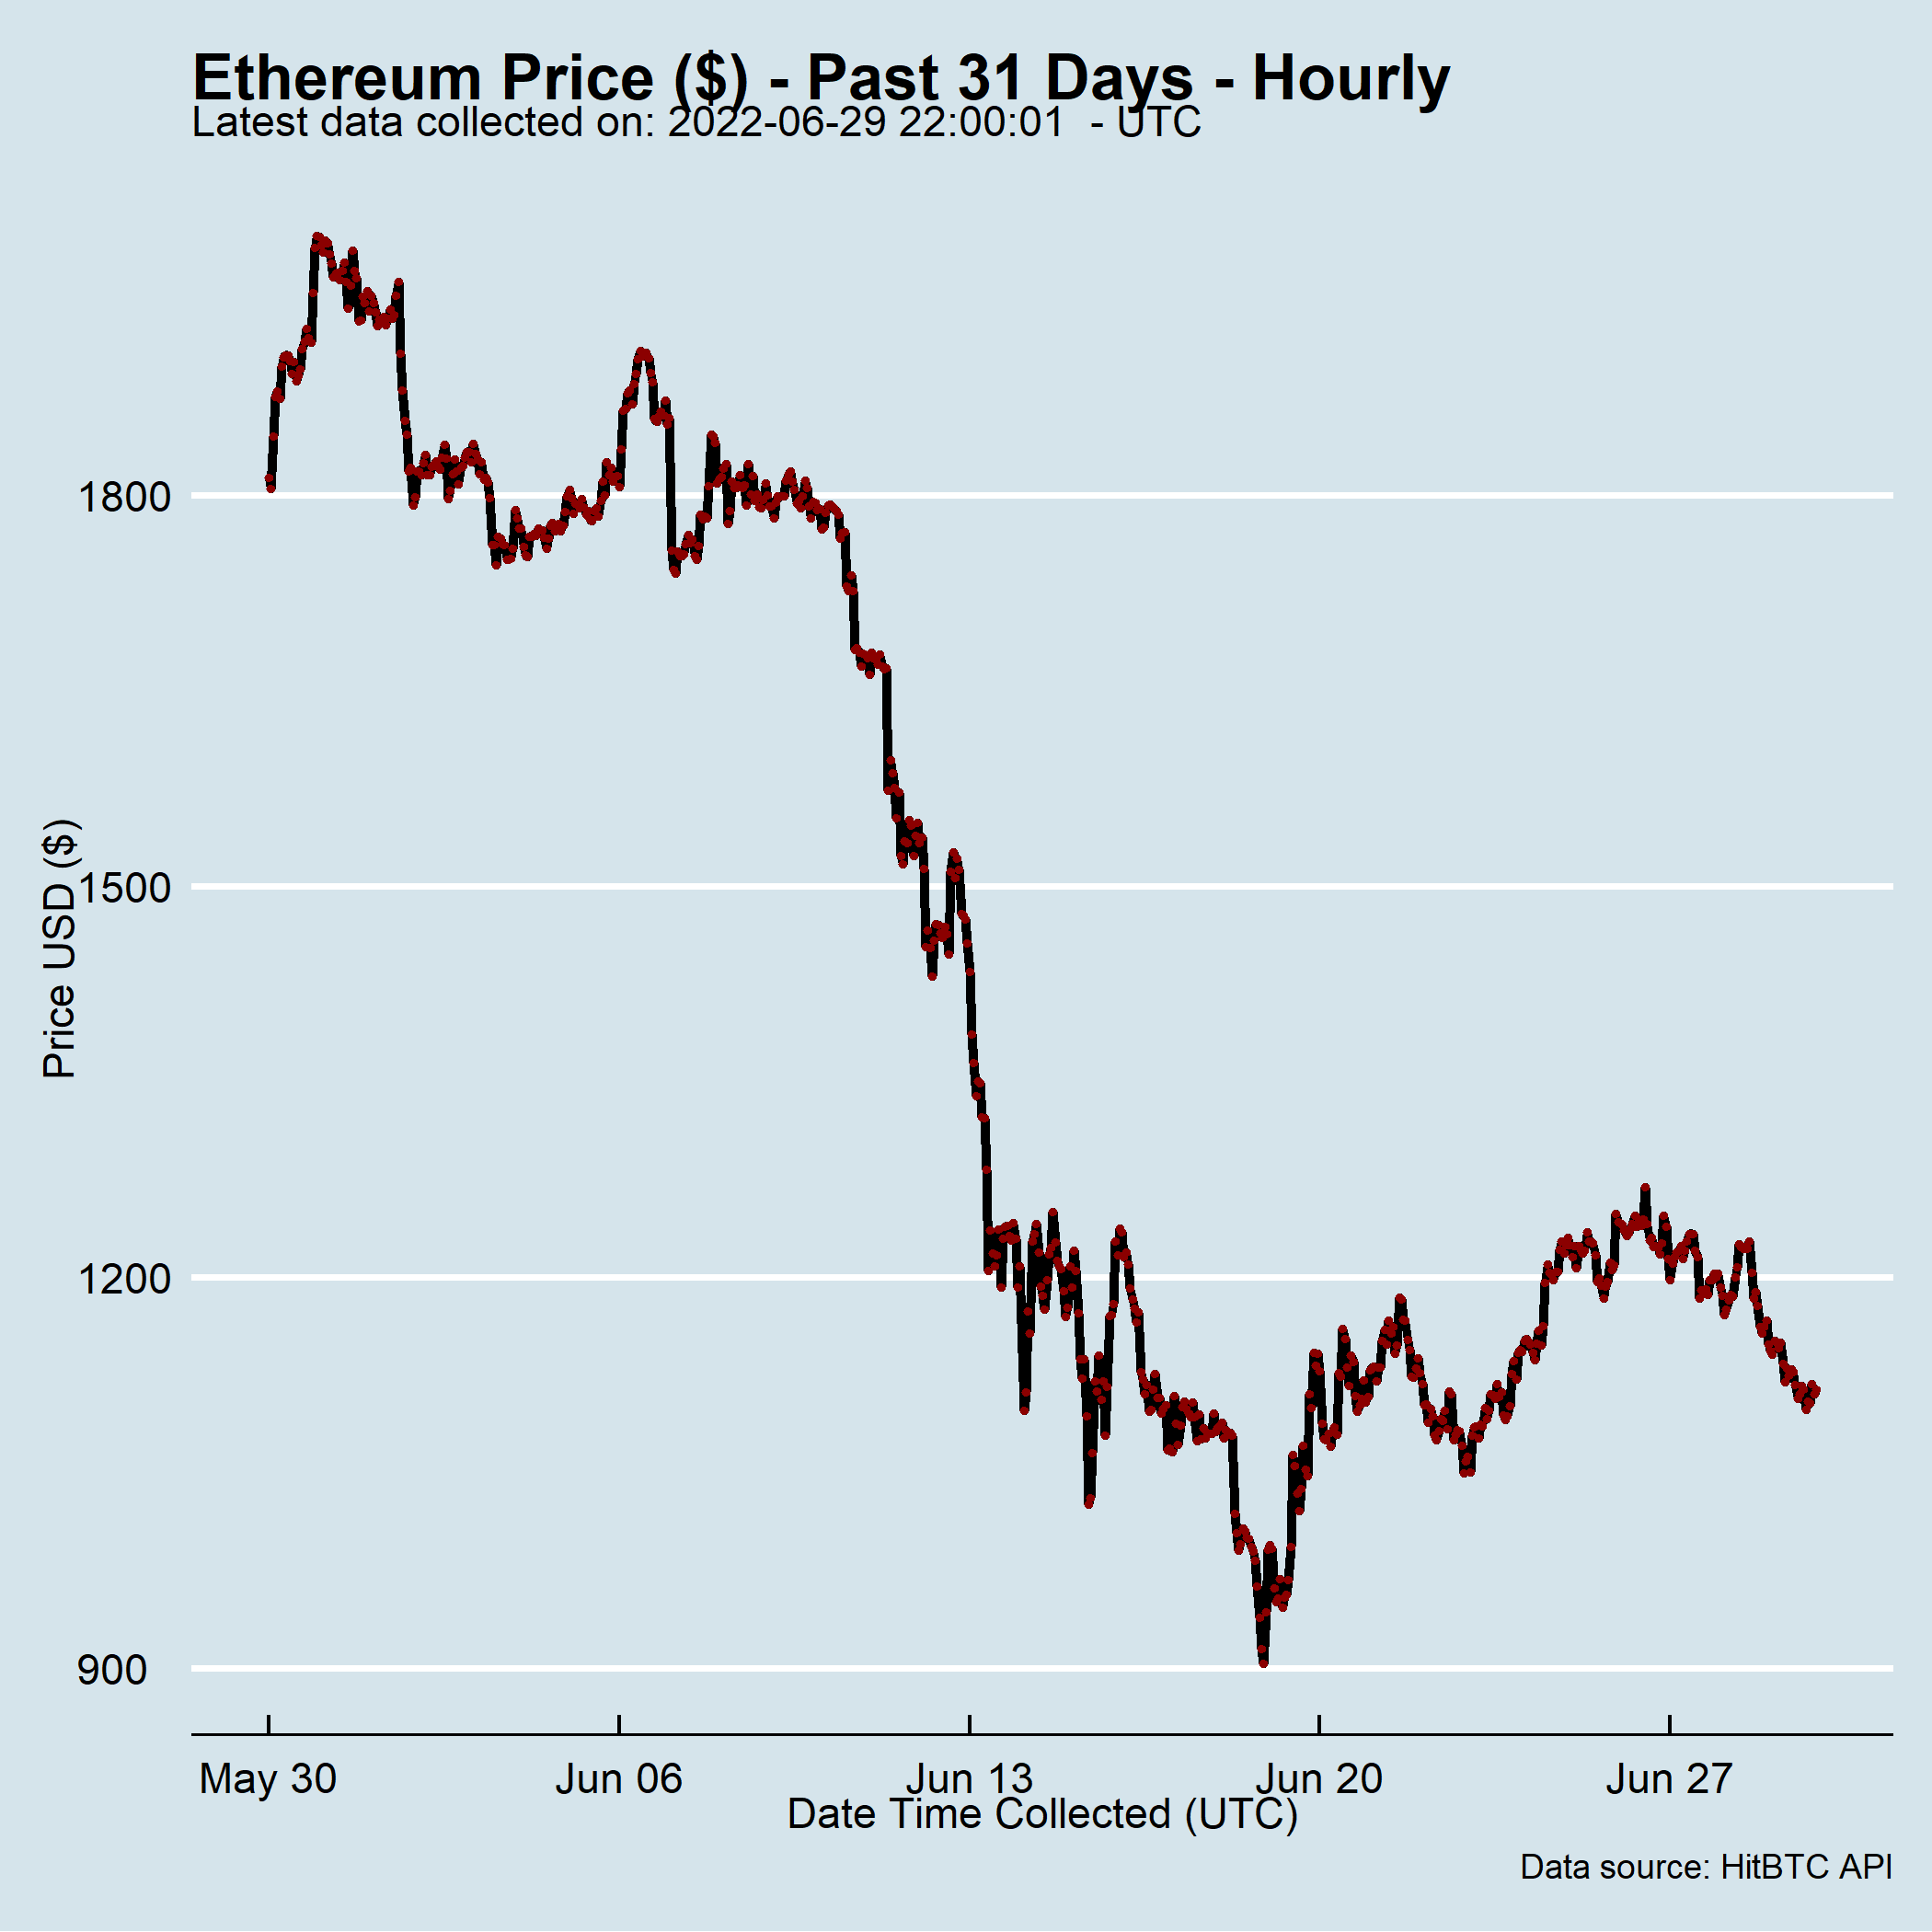 Ethereum Price ($) - Past 31 Days - Hourly
Latest data collected on: 2022-06-29 22:00:01  - UTC
Price USD ($)
1800
1500
1200
900
May 30
Jun 06
Jun 13
Jun 20
Jun 27
Date Time Collected (UTC)
Data source: HitBTC API